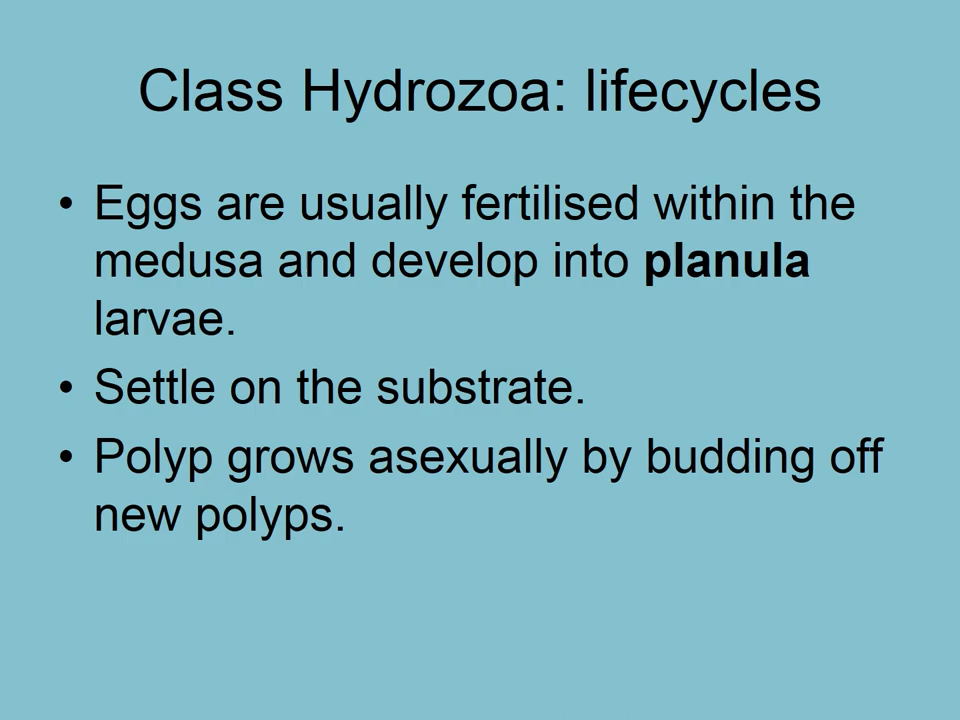 Class Hydrozoa: lifecycles
• Eggs are usually fertilised within the
medusa and develop into planula
larvae.
• Settle on the substrate.
• Polyp grows asexually by budding off
new polyps.